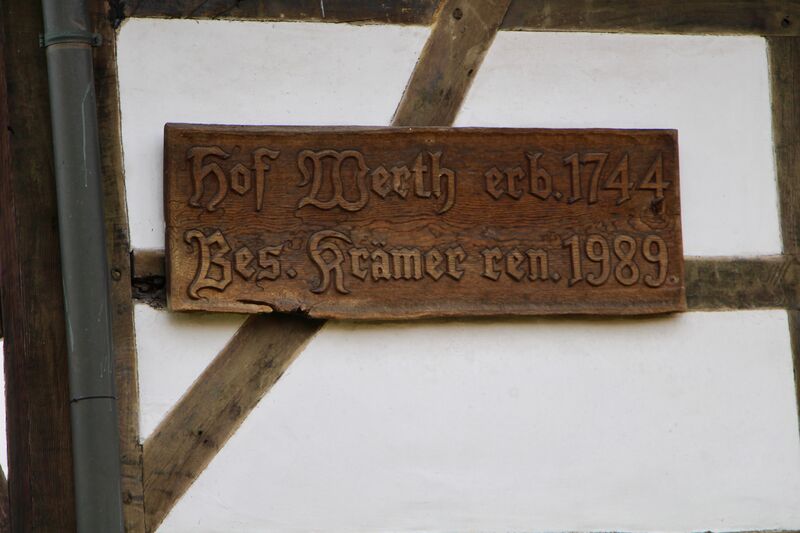 Hof Werth erb. 1744
Bes. Krämer ren. 1989